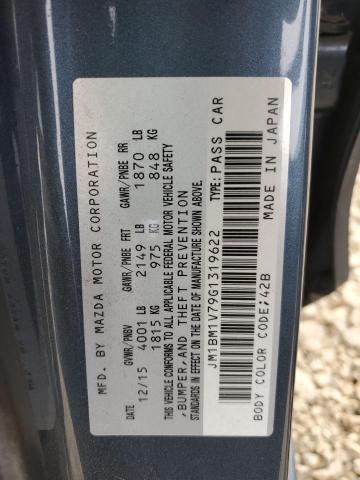 MFD. BY MAZDA MOTOR CORPORATION
GVWR/PNBV GAWR/PNBE FRT GAWR/PNBE RR
12/15 4001 LB 2149 LB 1870 LB
1815 KG 975 KG 848 KG
THIS VEHICLE CONFORMS TO ALL APPLICABLE FEDERAL MOTOR VEHICLE SAFETY
,BUMPER,AND THEFT PREVENTION
STANDARDS IN EFFECT ON THE DATE OF MANUFACTURE SHOWN ABOVE.
JM1BM1V79G1319622 TYPE:PASS CAR
BODY COLOR CODE:42B MADE IN JAPAN
DATE